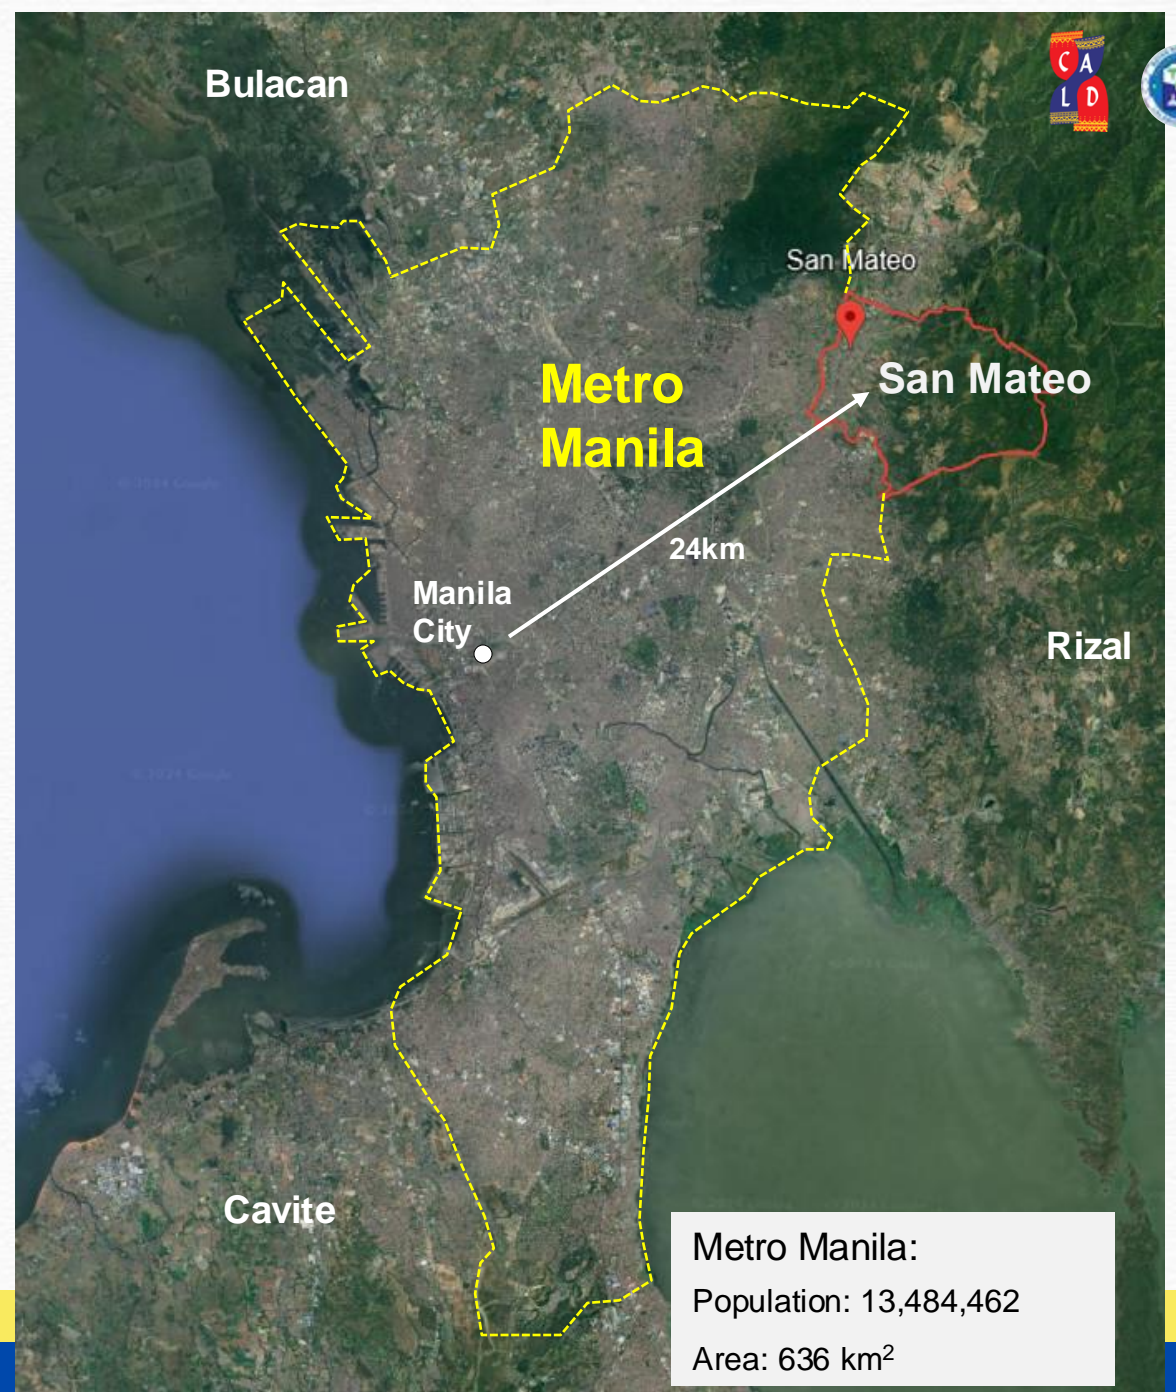 Bulacan
C A
L D
San Mateo
Metro
Manila
San Mateo
24km
Manila
City
Rizal
Cavite
Metro Manila:
Population: 13,484,462
Area: 636 km²